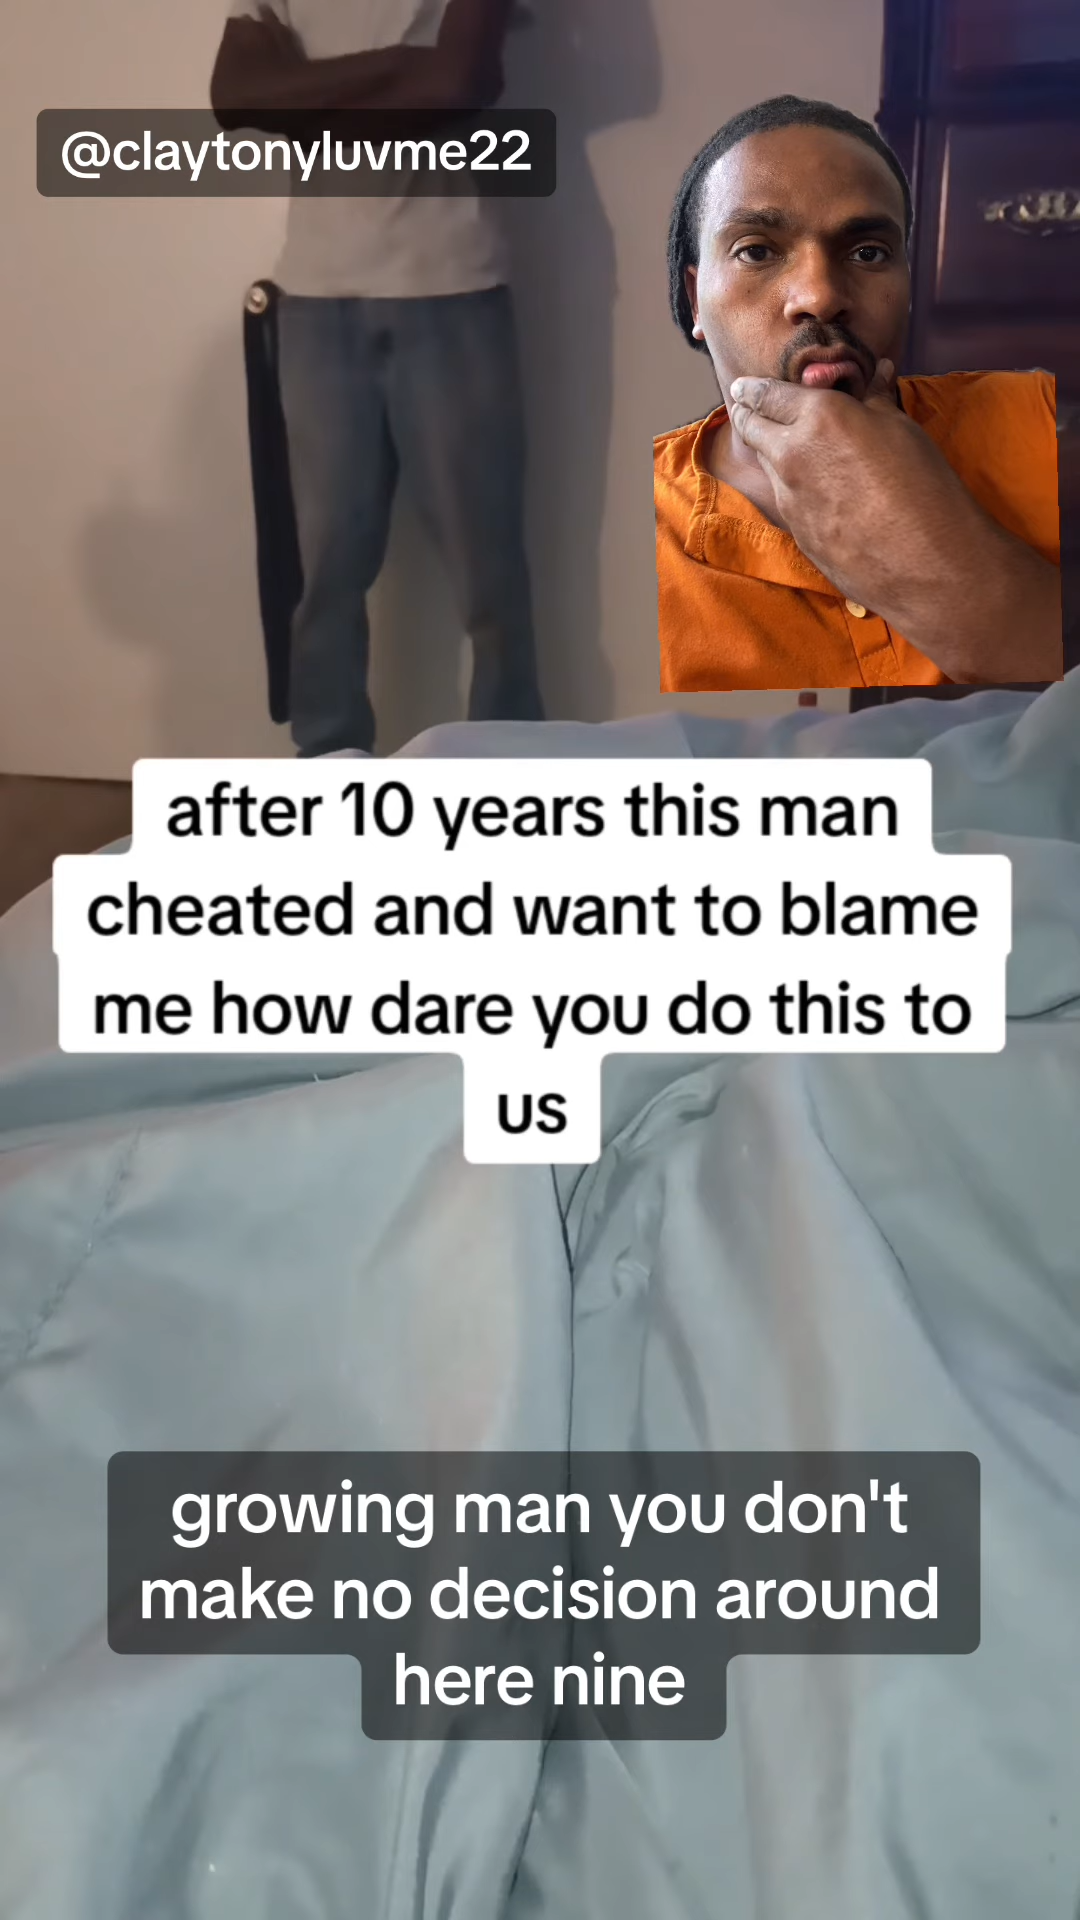 @claytonyluvme22
after 10 years this man
cheated and want to blame
me how dare you do this to
us
growing man you don't
make no decision around
here nine